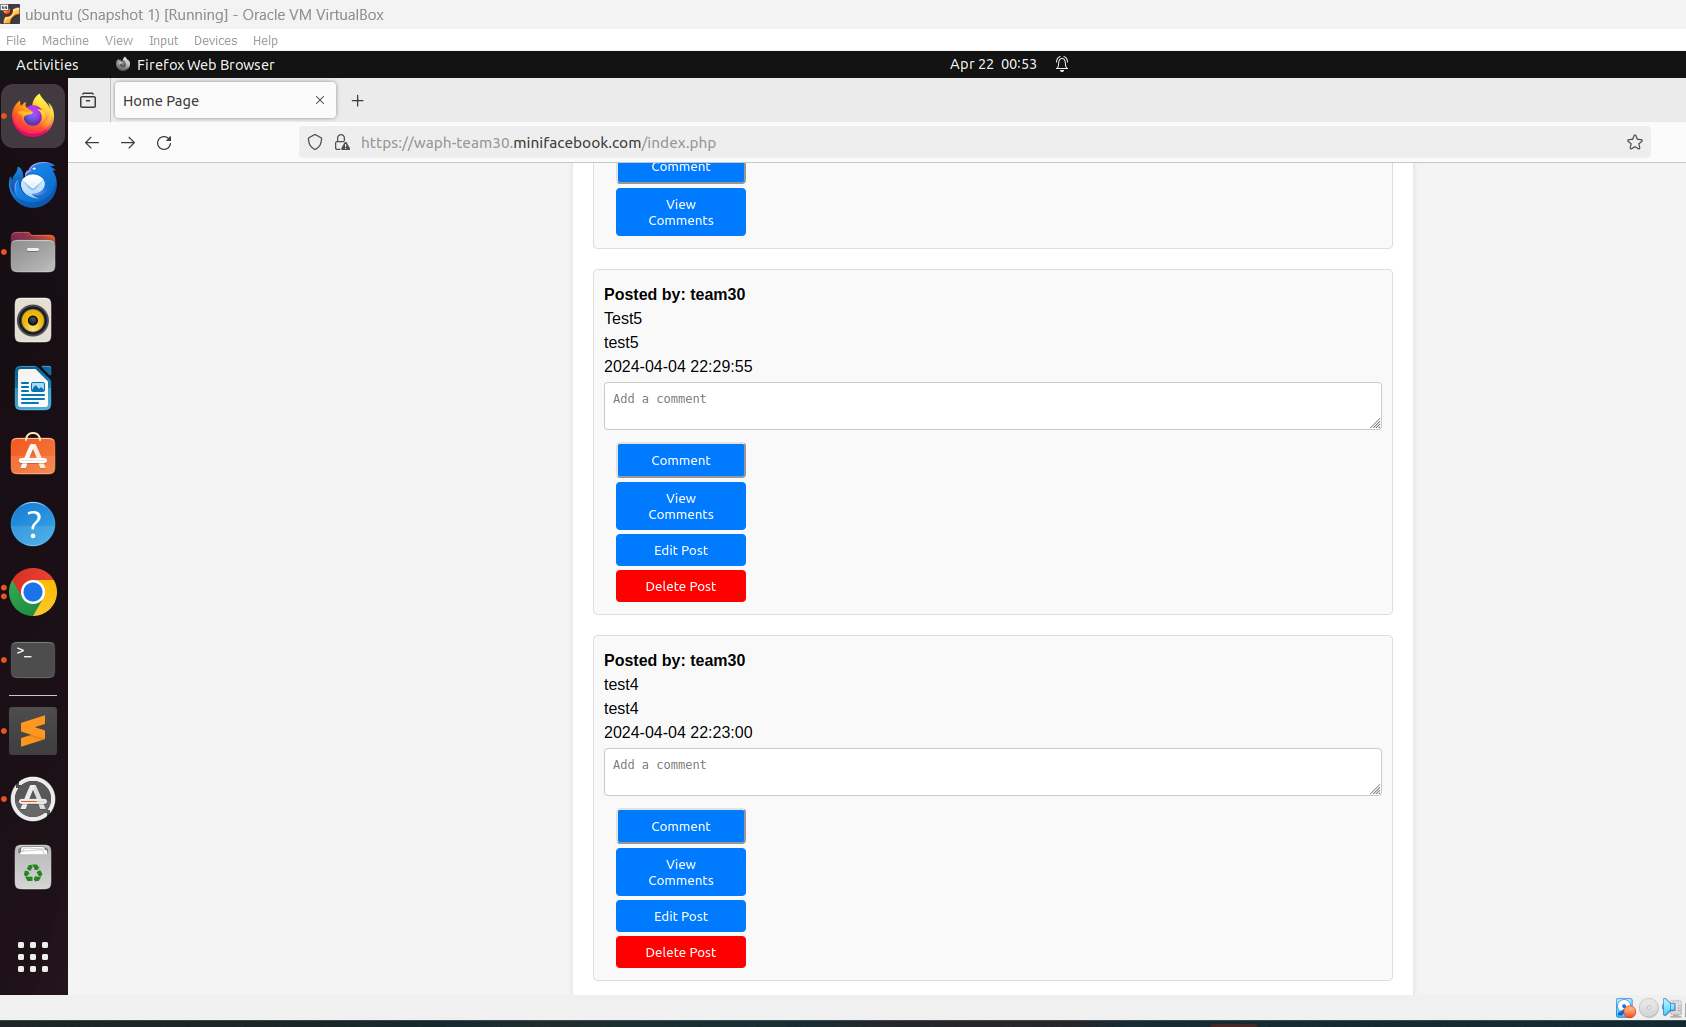 ubuntu (Snapshot 1) [Running] - Oracle VM VirtualBox
File Machine View Input Devices Help
Activities Firefox Web Browser Apr 22 00:53
Home Page
https://waph-team30.minifacebook.com/index.php
Comment
View
Comments
Posted by: team30
Test5
test5
2024-04-04 22:29:55
Add a comment
Comment
View
Comments
Edit Post
Delete Post
Posted by: team30
test4
test4
2024-04-04 22:23:00
Add a comment
Comment
View
Comments
Edit Post
Delete Post